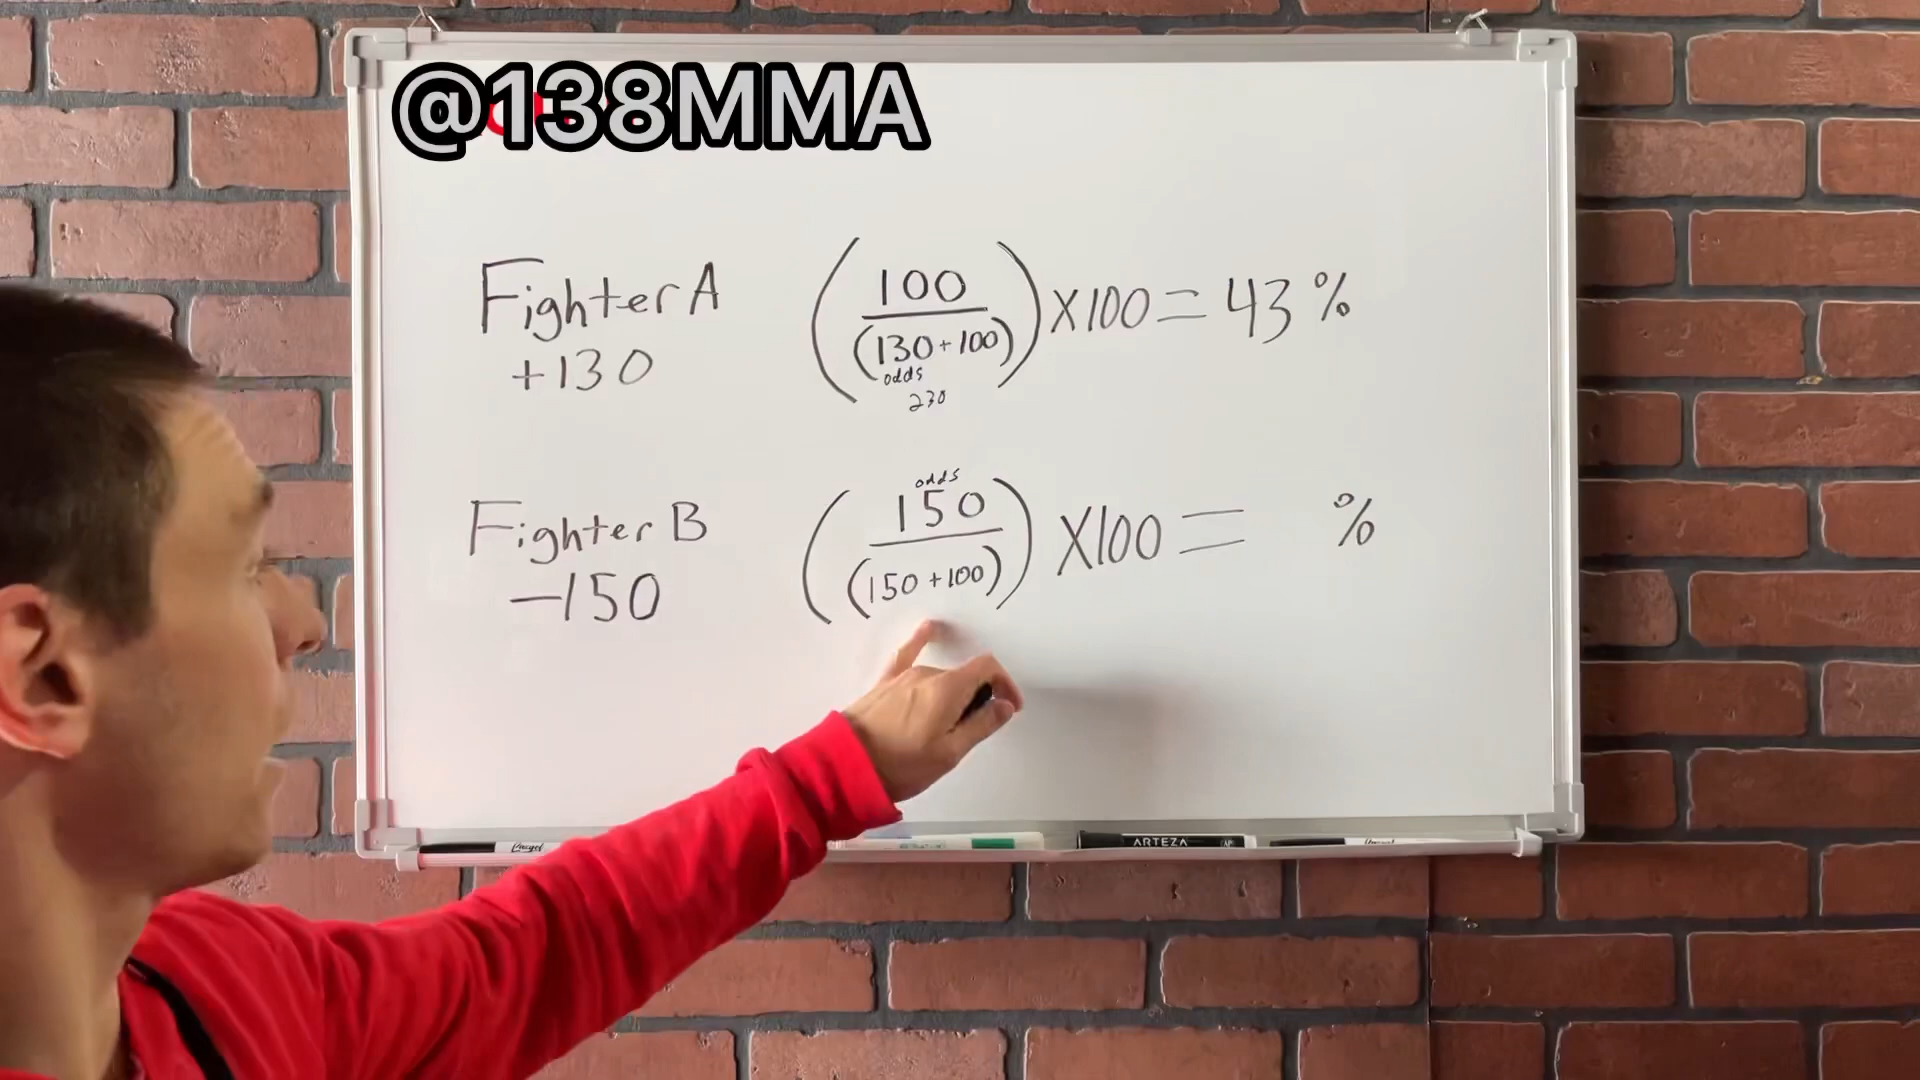 @138MMA
Fighter A
+130
( 100 / (130+100) ) X100 = 43 %
odds
230
Fighter B
-150
odds
( 150 / (150+100) ) X100 = %
ARTEZA